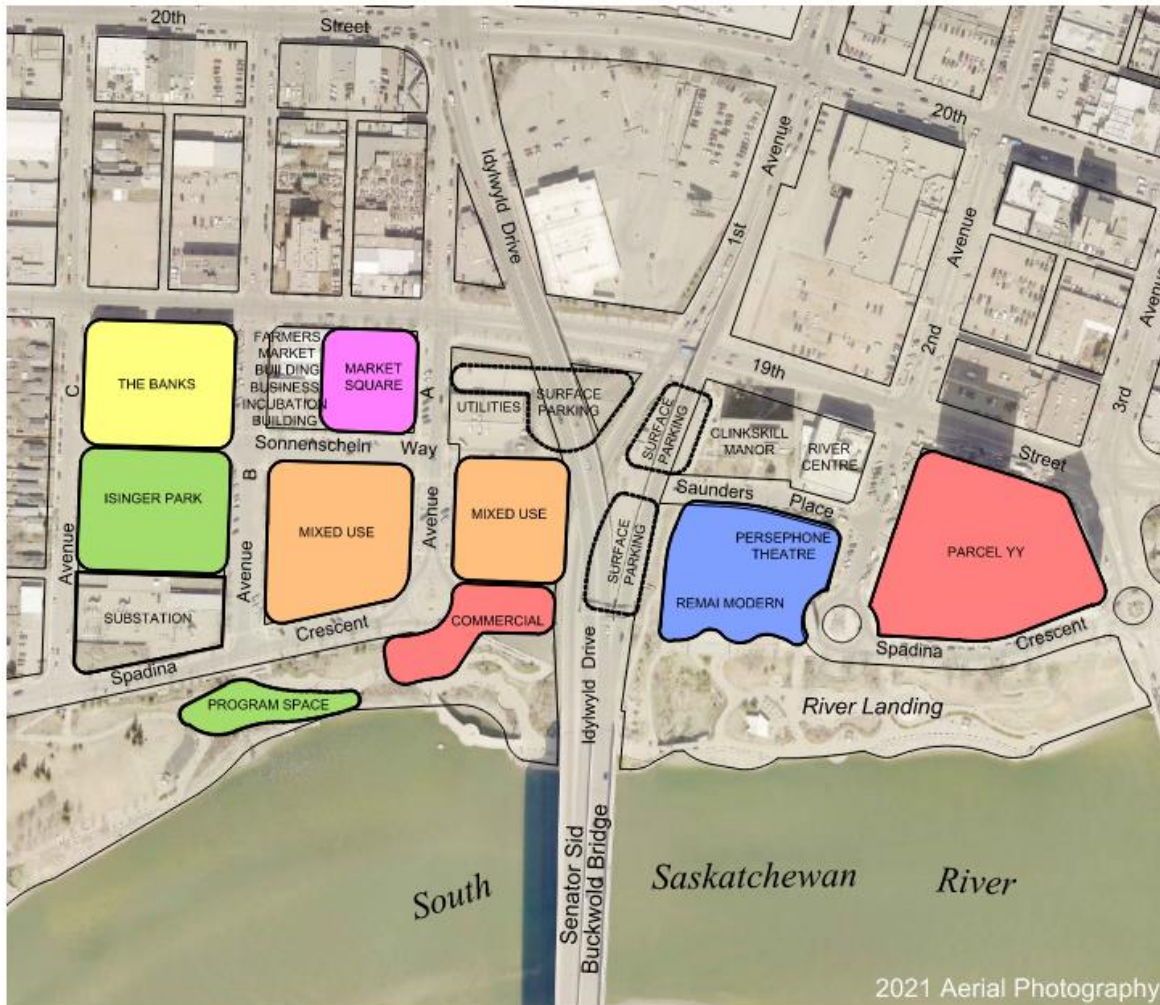 20th
Street
20th
Idylwyld Drive
1st
Avenue
2nd
Avenue
3rd
Avenue
19th
Street
THE BANKS
C
FARMERS
MARKET
BUILDING
BUSINESS
INCUBATION
BUILDING
MARKET
SQUARE
A
UTILITIES
SURFACE
PARKING
SURFACE
PARKING
CLINKSKILL
MANOR
RIVER
CENTRE
Sonnenschein
Way
B
ISINGER PARK
MIXED USE
Avenue
MIXED USE
SURFACE
PARKING
Saunders
Place
PERSEPHONE
THEATRE
REMAI MODERN
PARCEL YY
Avenue
Avenue
SUBSTATION
Crescent
COMMERCIAL
Spadina
Spadina
Crescent
PROGRAM SPACE
Idylwyld Drive
River Landing
Senator Sid
Buckwold Bridge
South
Saskatchewan
River
2021 Aerial Photography